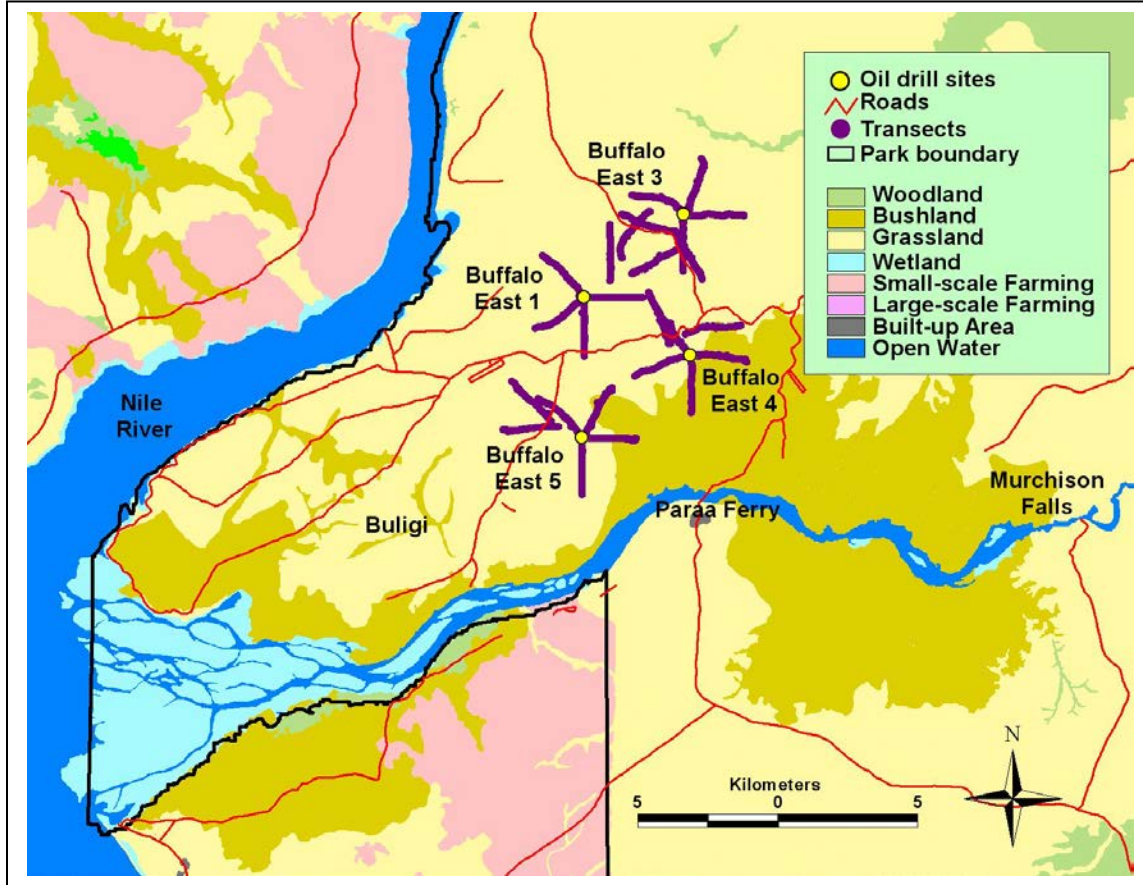 Oil drill sites
Roads
Transects
Park boundary
Woodland
Bushland
Grassland
Wetland
Small-scale Farming
Large-scale Farming
Built-up Area
Open Water
Buffalo
East 3
Buffalo
East 1
Buffalo
East 4
Nile
River
Buffalo
East 5
Buligi
Paraa Ferry
Murchison
Falls
N
Kilometers
5 0 5